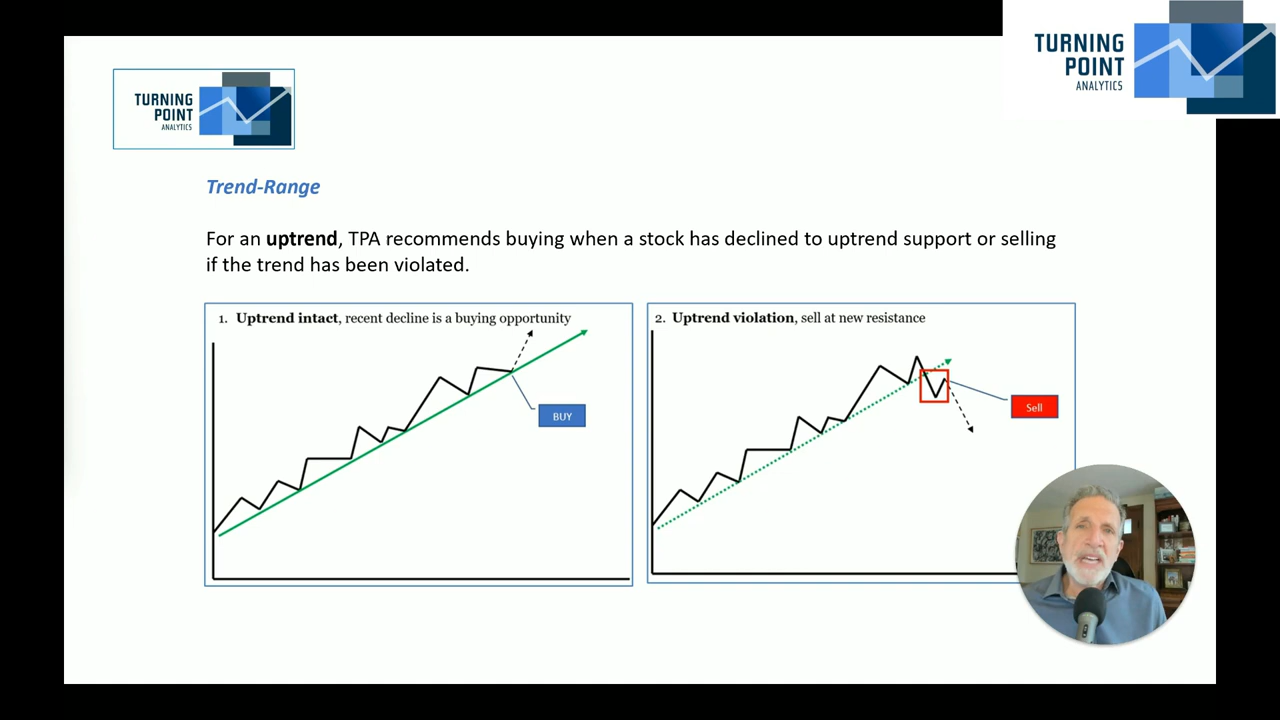 TURNING
POINT
ANALYTICS
TURNING
POINT
ANALYTICS
Trend-Range
For an uptrend, TPA recommends buying when a stock has declined to uptrend support or selling
if the trend has been violated.
1. Uptrend intact, recent decline is a buying opportunity
BUY
2. Uptrend violation, sell at new resistance
Sell